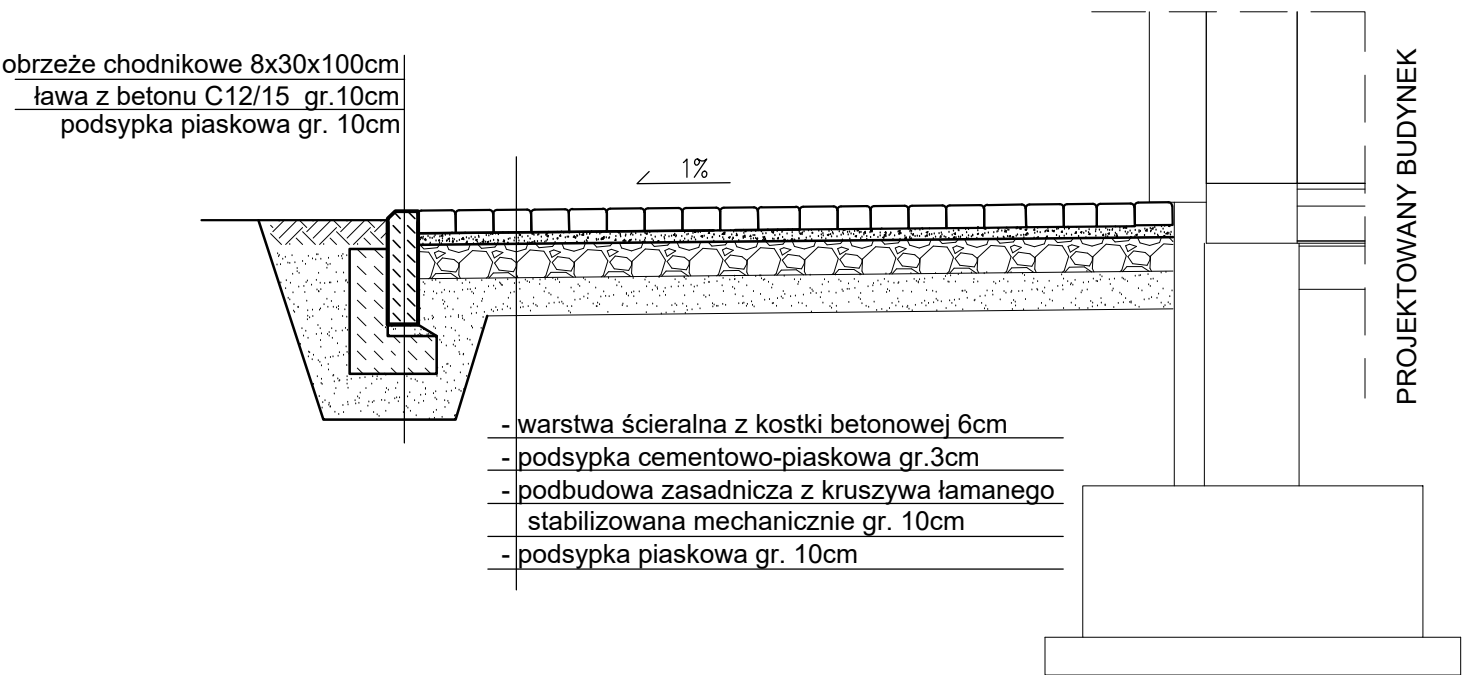 obrzeże chodnikowe 8x30x100cm
ława z betonu C12/15 gr.10cm
podsypka piaskowa gr. 10cm
1%
PROJEKTOWANY BUDYNEK
- warstwa ścieralna z kostki betonowej 6cm
- podsypka cementowo-piaskowa gr.3cm
- podbudowa zasadnicza z kruszywa łamanego
stabilizowana mechanicznie gr. 10cm
- podsypka piaskowa gr. 10cm